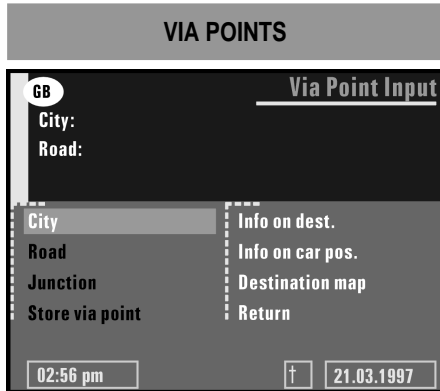 VIA POINTS
GB
Via Point Input
City:
Road:
City
Road
Junction
Store via point
Info on dest.
Info on car pos.
Destination map
Return
02:56 pm
†
21.03.1997